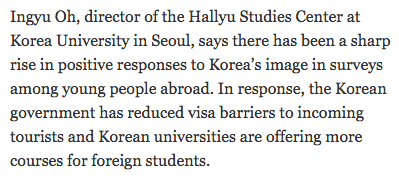 Ingyu Oh, director of the Hallyu Studies Center at
Korea University in Seoul, says there has been a sharp
rise in positive responses to Korea’s image in surveys
among young people abroad. In response, the Korean
government has reduced visa barriers to incoming
tourists and Korean universities are offering more
courses for foreign students.